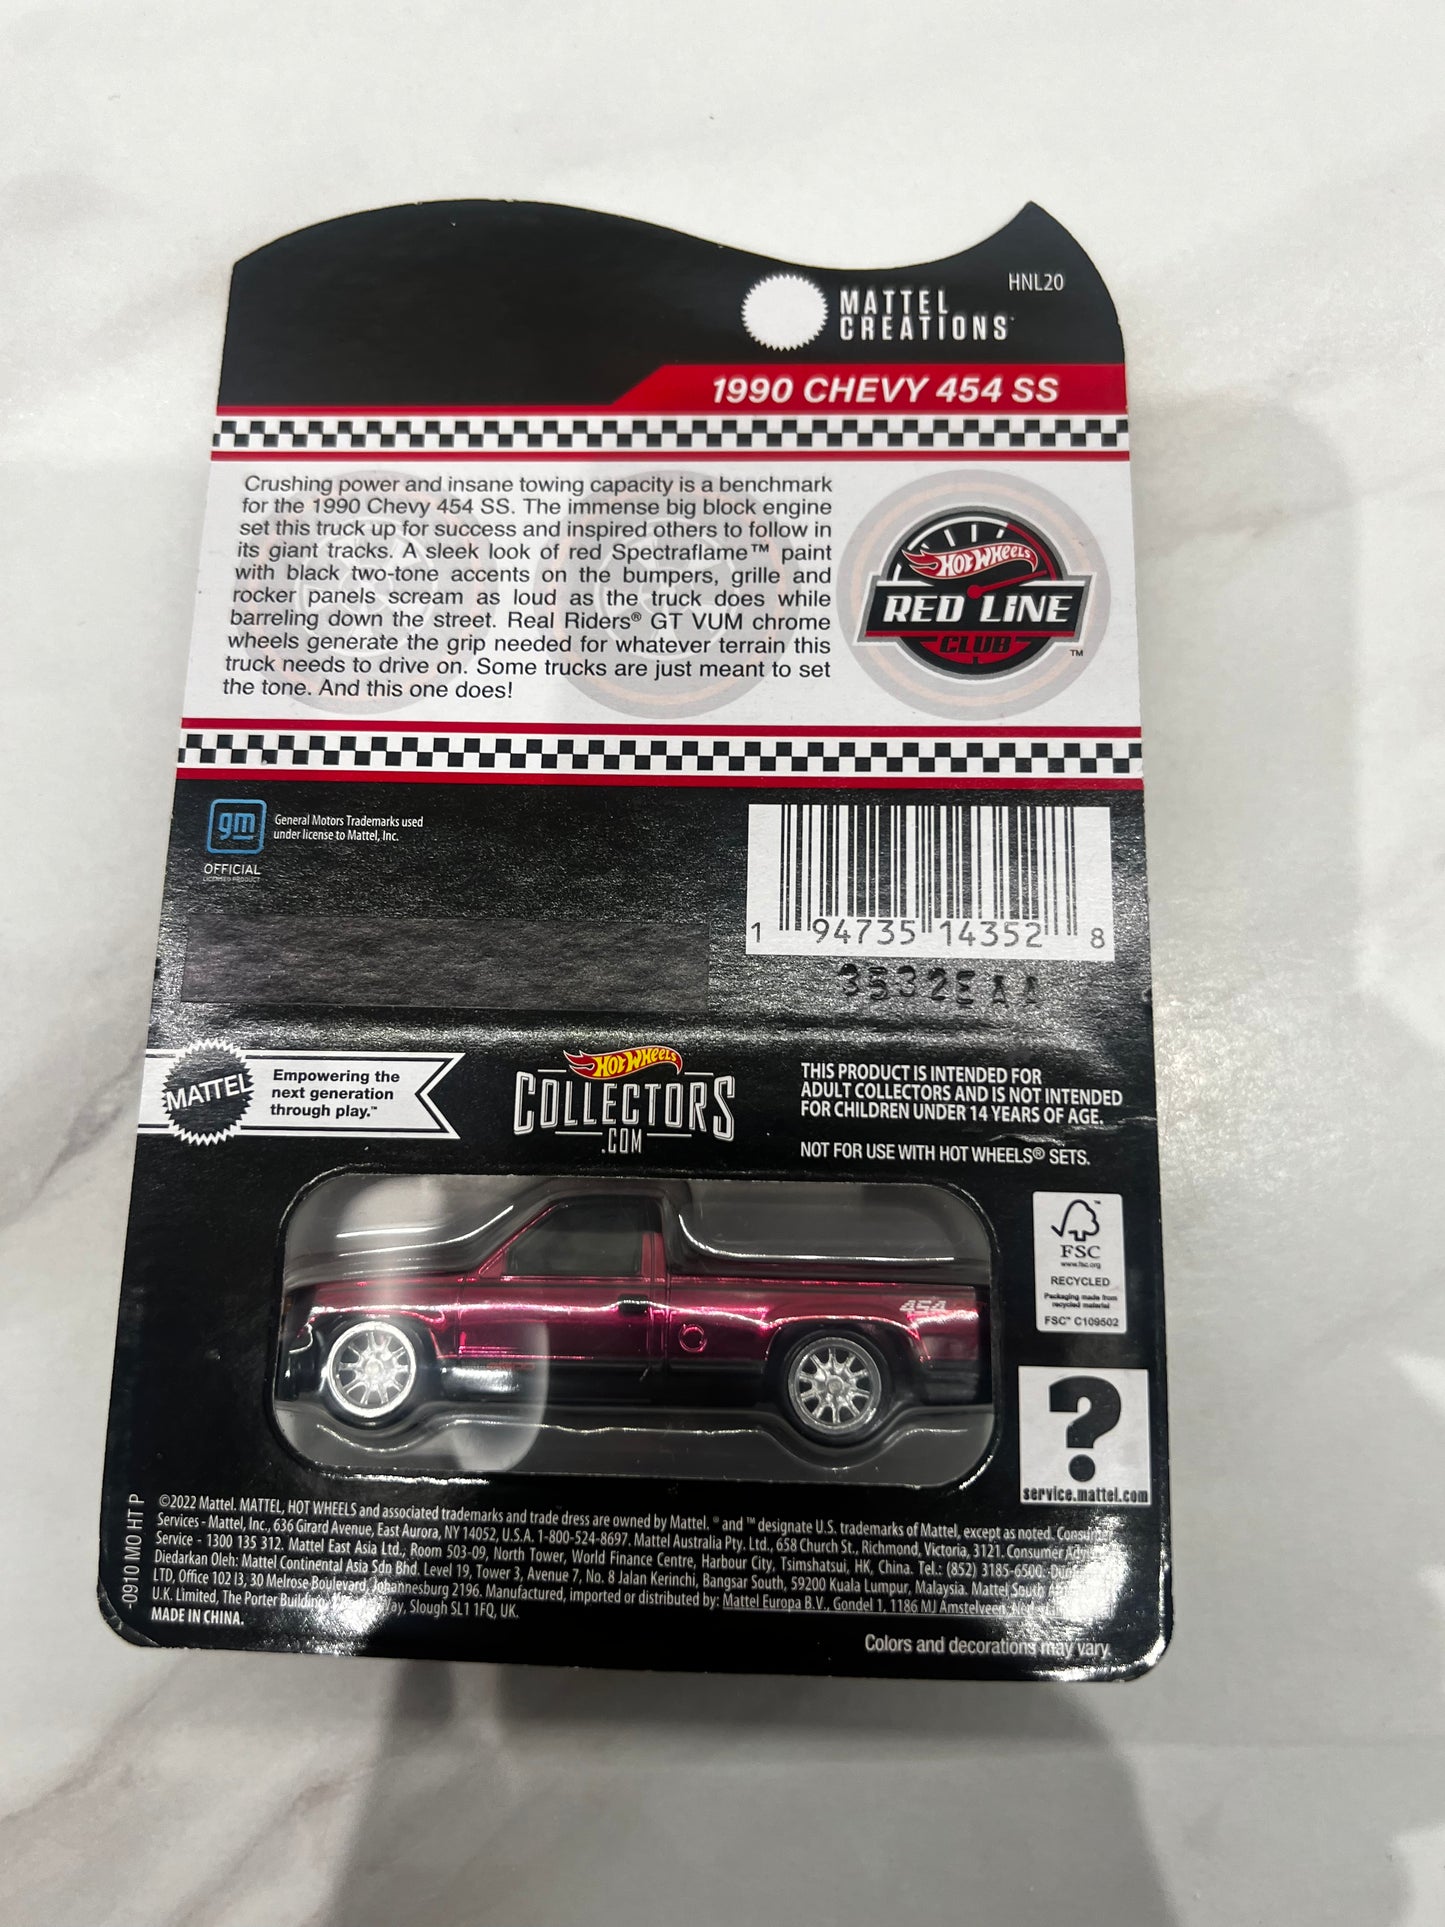 HNL20
MATTEL
CREATIONS
1990 CHEVY 454 SS
Crushing power and insane towing capacity is a benchmark
for the 1990 Chevy 454 SS. The immense big block engine
set this truck up for success and inspired others to follow in
its giant tracks. A sleek look of red Spectraflame™ paint
with black two-tone accents on the bumpers, grille and
rocker panels scream as loud as the truck does while
barreling down the street. Real Riders® GT VUM chrome
wheels generate the grip needed for whatever terrain this
truck needs to drive on. Some trucks are just meant to set
the tone. And this one does!
HOT WHEELS
RED LINE
CLUB
™
gm
General Motors Trademarks used
under license to Mattel, Inc.
OFFICIAL
LICENSED PRODUCT
1 94735 14352 8
3532EAA
MATTEL
Empowering the
next generation
through play.™
HOT WHEELS
COLLECTORS
.COM
THIS PRODUCT IS INTENDED FOR
ADULT COLLECTORS AND IS NOT INTENDED
FOR CHILDREN UNDER 14 YEARS OF AGE.
NOT FOR USE WITH HOT WHEELS® SETS.
FSC
www.fsc.org
RECYCLED
Packaging made from
recycled material
FSC™ C109502
454
?
service.mattel.com
-0910 MO HT P
©2022 Mattel. MATTEL, HOT WHEELS and associated trademarks and trade dress are owned by Mattel. ® and ™ designate U.S. trademarks of Mattel, except as noted.
Services - Mattel, Inc., 636 Girard Avenue, East Aurora, NY 14052, U.S.A. 1-800-524-8697. Mattel Australia Pty. Ltd., 658 Church St., Richmond, Victoria, 3121. Consumer
Service - 1300 135 312. Mattel East Asia Ltd., Room 503-09, North Tower, World Finance Centre, Harbour City, Tsimshatsui, HK, China. Tel.: (852) 3185-6500.
Diedarkan Oleh: Mattel Continental Asia Sdn Bhd. Level 19, Tower 3, Avenue 7, No. 8 Jalan Kerinchi, Bangsar South, 59200 Kuala Lumpur, Malaysia. Mattel South
LTD, Office 102 I3, 30 Melrose Boulevard, Johannesburg 2196. Manufactured, imported or distributed by: Mattel Europa B.V., Gondel 1, 1186 MJ Amstelveen,
U.K. Limited, The Porter Building, Way, Slough SL1 1FQ, UK.
MADE IN CHINA.
Colors and decorations may vary.